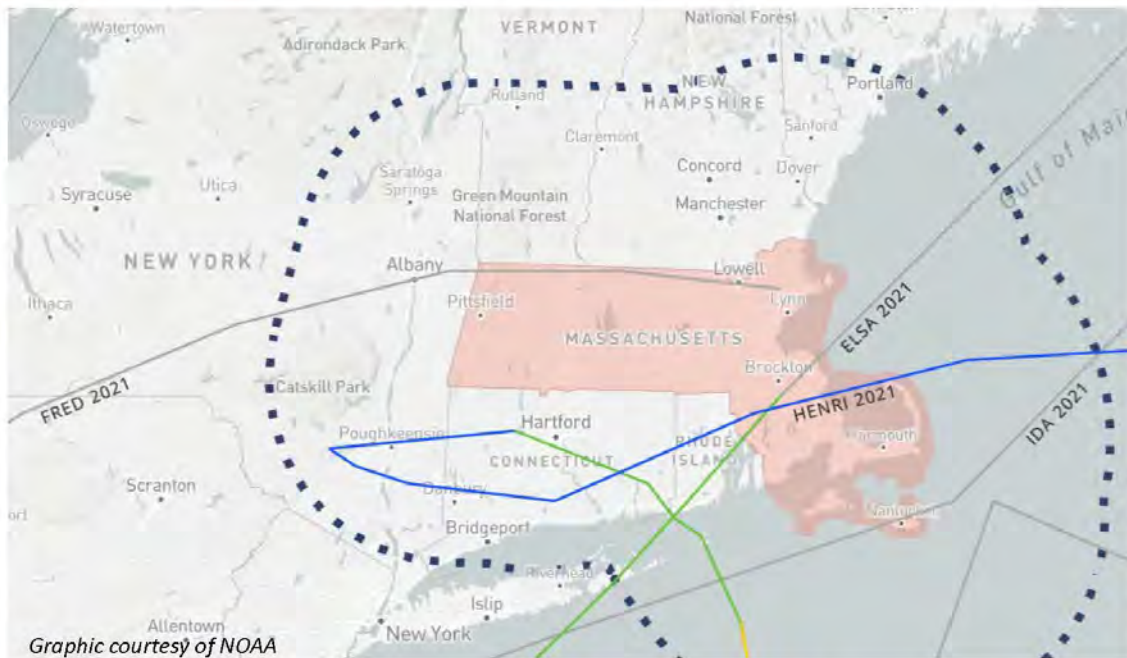 Watertown
Adirondack Park
VERMONT
National Forest
Oswego
Rutland
NEW
HAMPSHIRE
Portland
Claremont
Sanford
Gulf of Main
Syracuse
Utica
Saratoga
Springs
Green Mountain
National Forest
Concord
Dover
Manchester
NEW YORK
Albany
Lowell
Ithaca
Pittsfield
Lynn
MASSACHUSETTS
ELSA 2021
Brockton
FRED 2021
Catskill Park
HENRI 2021
IDA 2021
Poughkeepsie
Hartford
CONNECTICUT
RHODE
ISLAND
Yarmouth
Scranton
Danbury
Nantucket
ort
Bridgeport
Riverhead
Islip
Allentown
New York
Graphic courtesy of NOAA